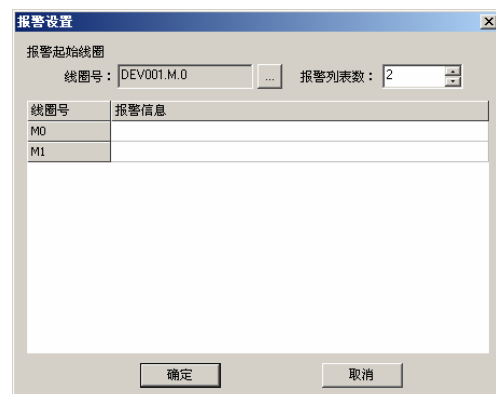 报警设置
报警起始线圈
线圈号： DEV001.M.0 ... 报警列表数： 2
线圈号 报警信息
M0
M1
确定 取消